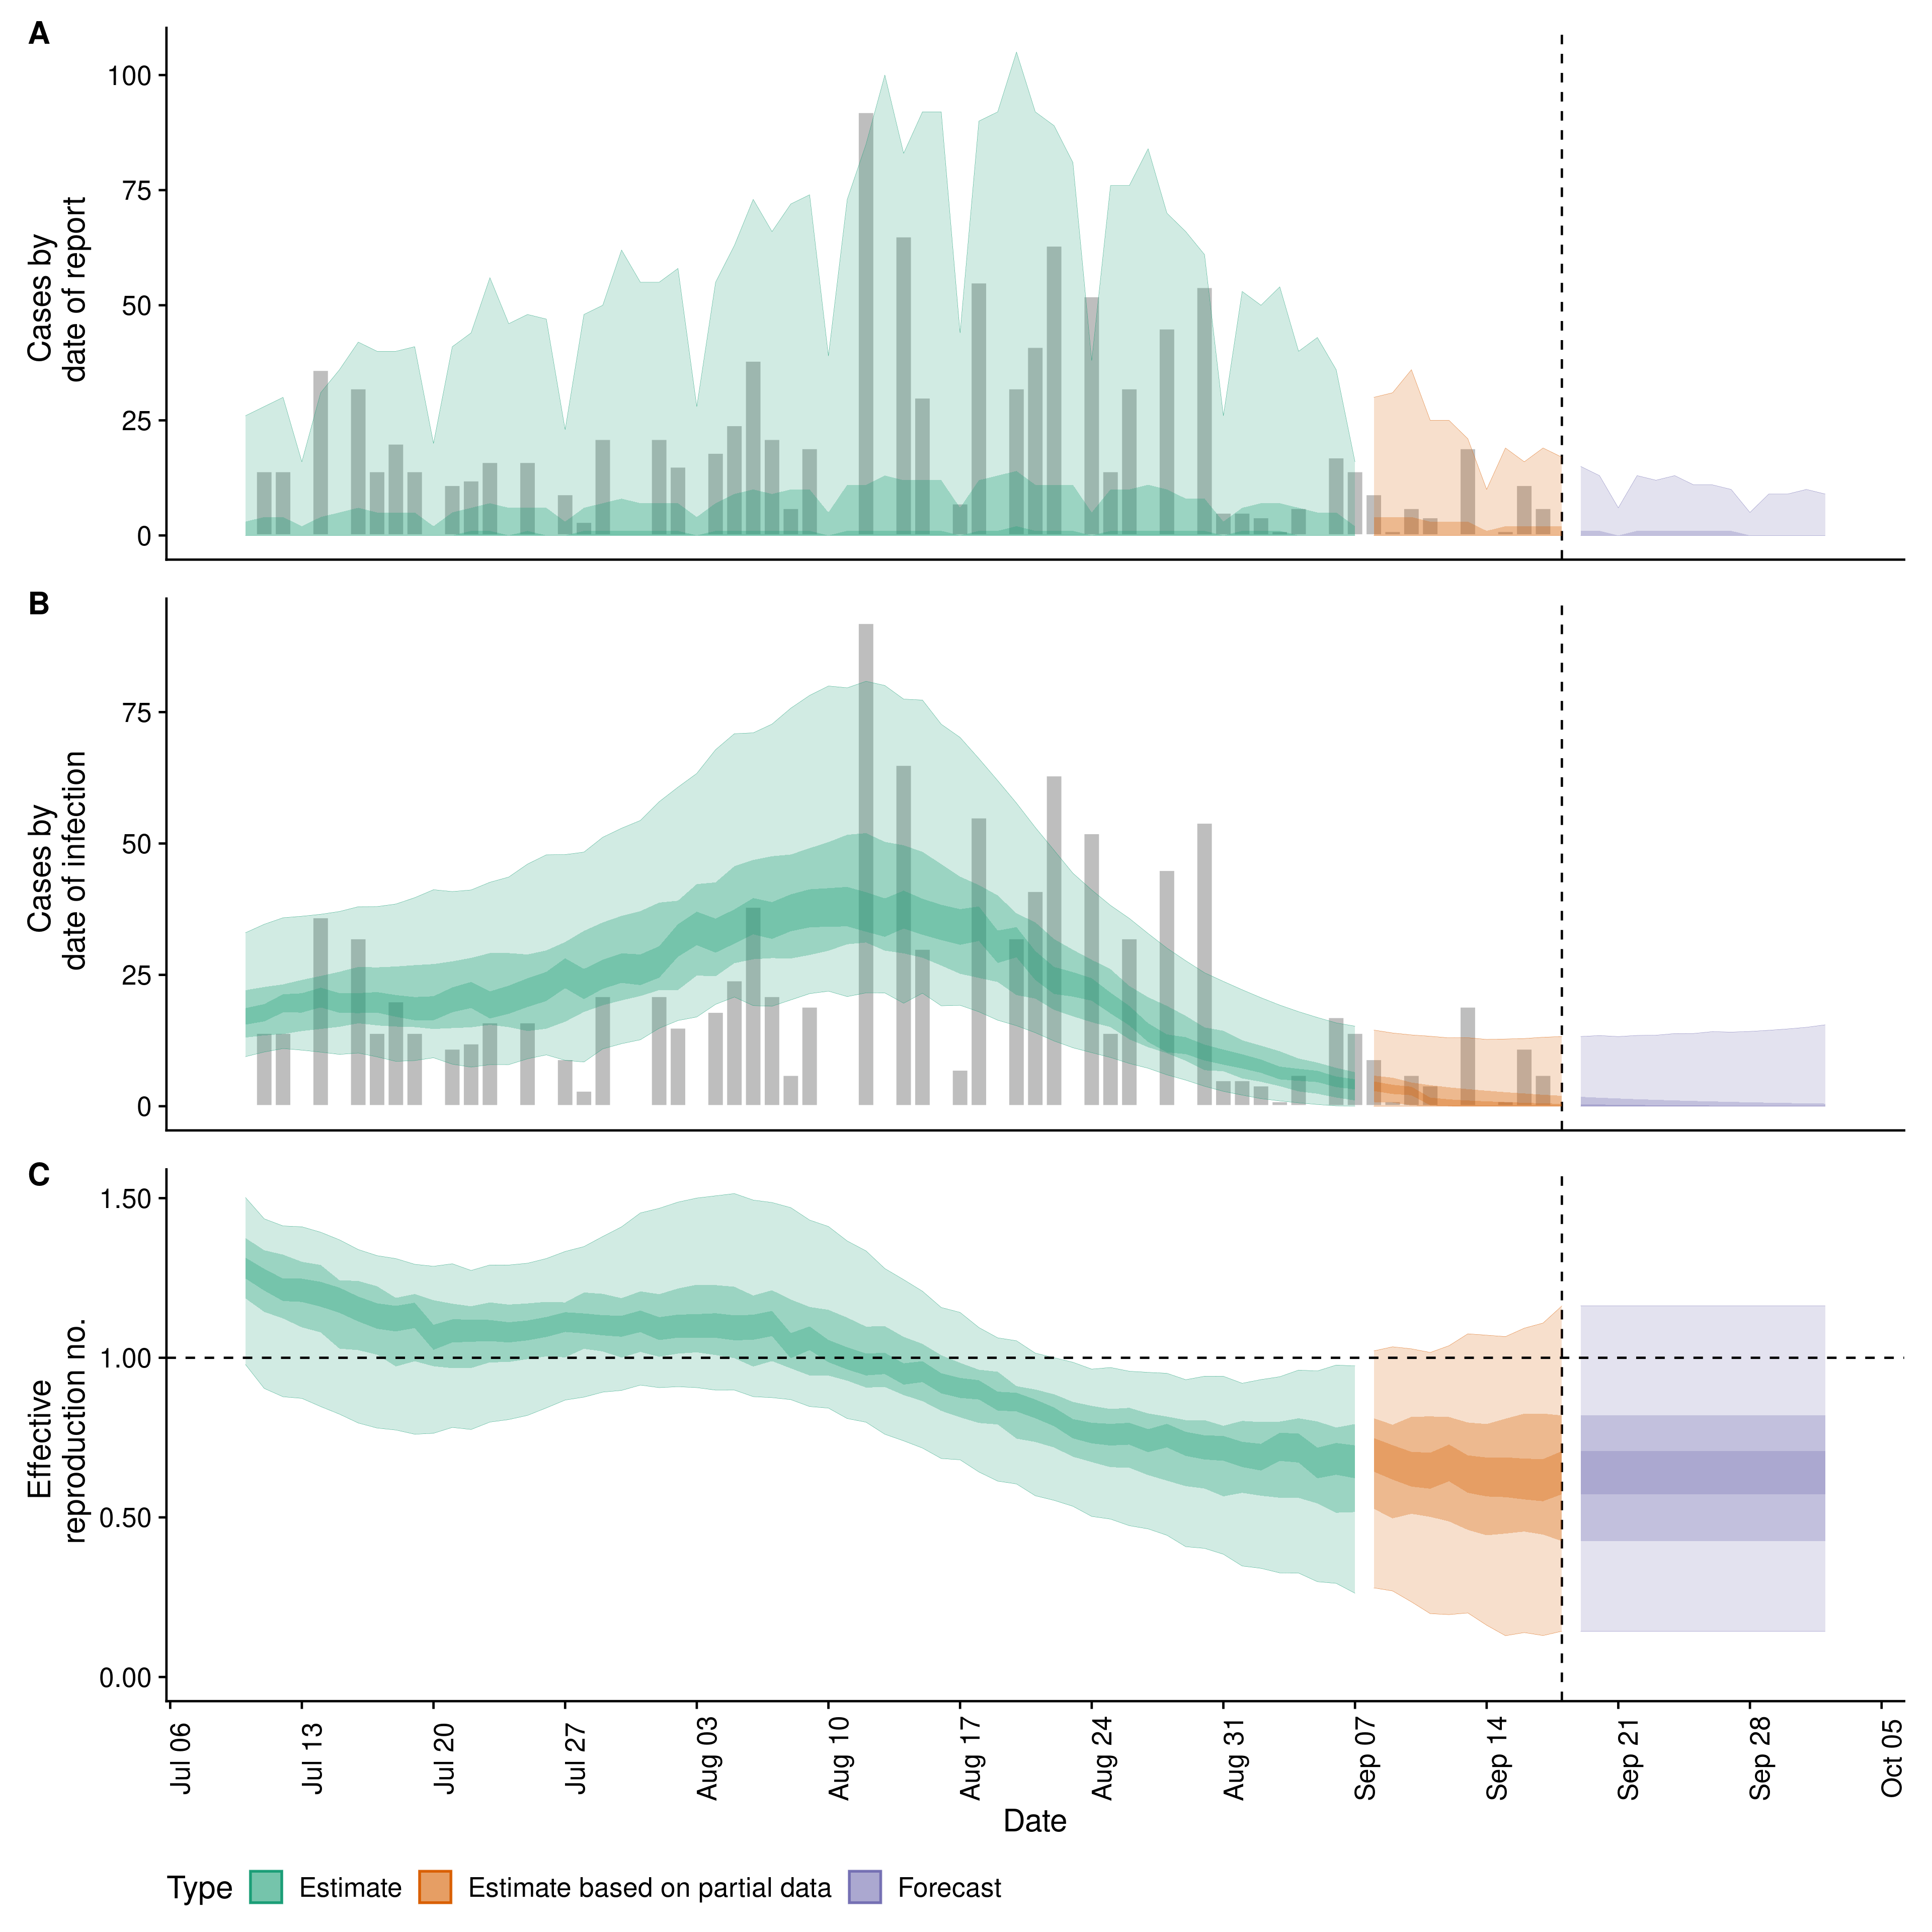 A
100
75
50
25
0
Cases by
date of report
B
75
50
25
0
Cases by
date of infection
C
1.50
1.00
0.50
0.00
Effective
reproduction no.
Jul 06
Jul 13
Jul 20
Jul 27
Aug 03
Aug 10
Aug 17
Aug 24
Aug 31
Sep 07
Sep 14
Sep 21
Sep 28
Oct 05
Date
Type Estimate Estimate based on partial data Forecast